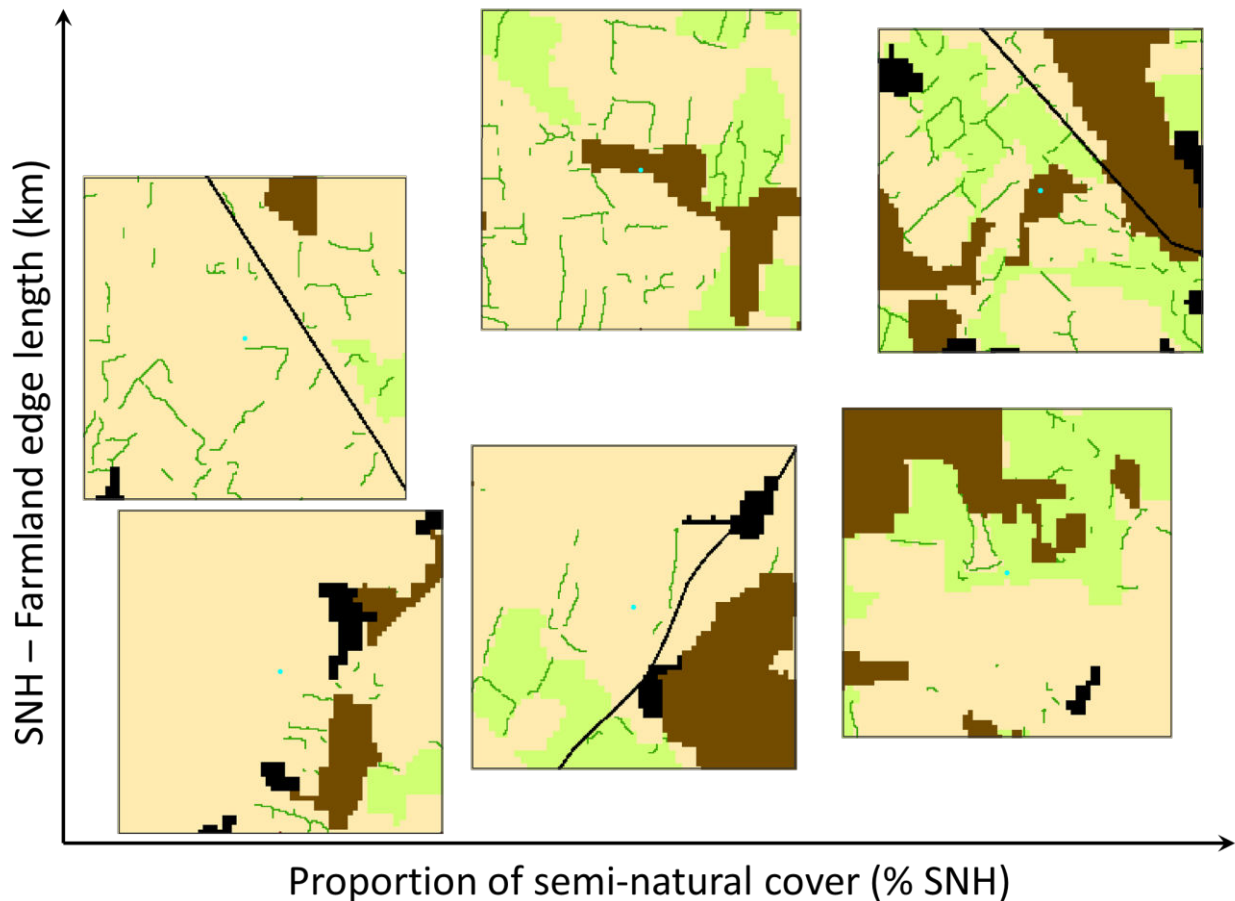 SNH – Farmland edge length (km)
Proportion of semi-natural cover (% SNH)